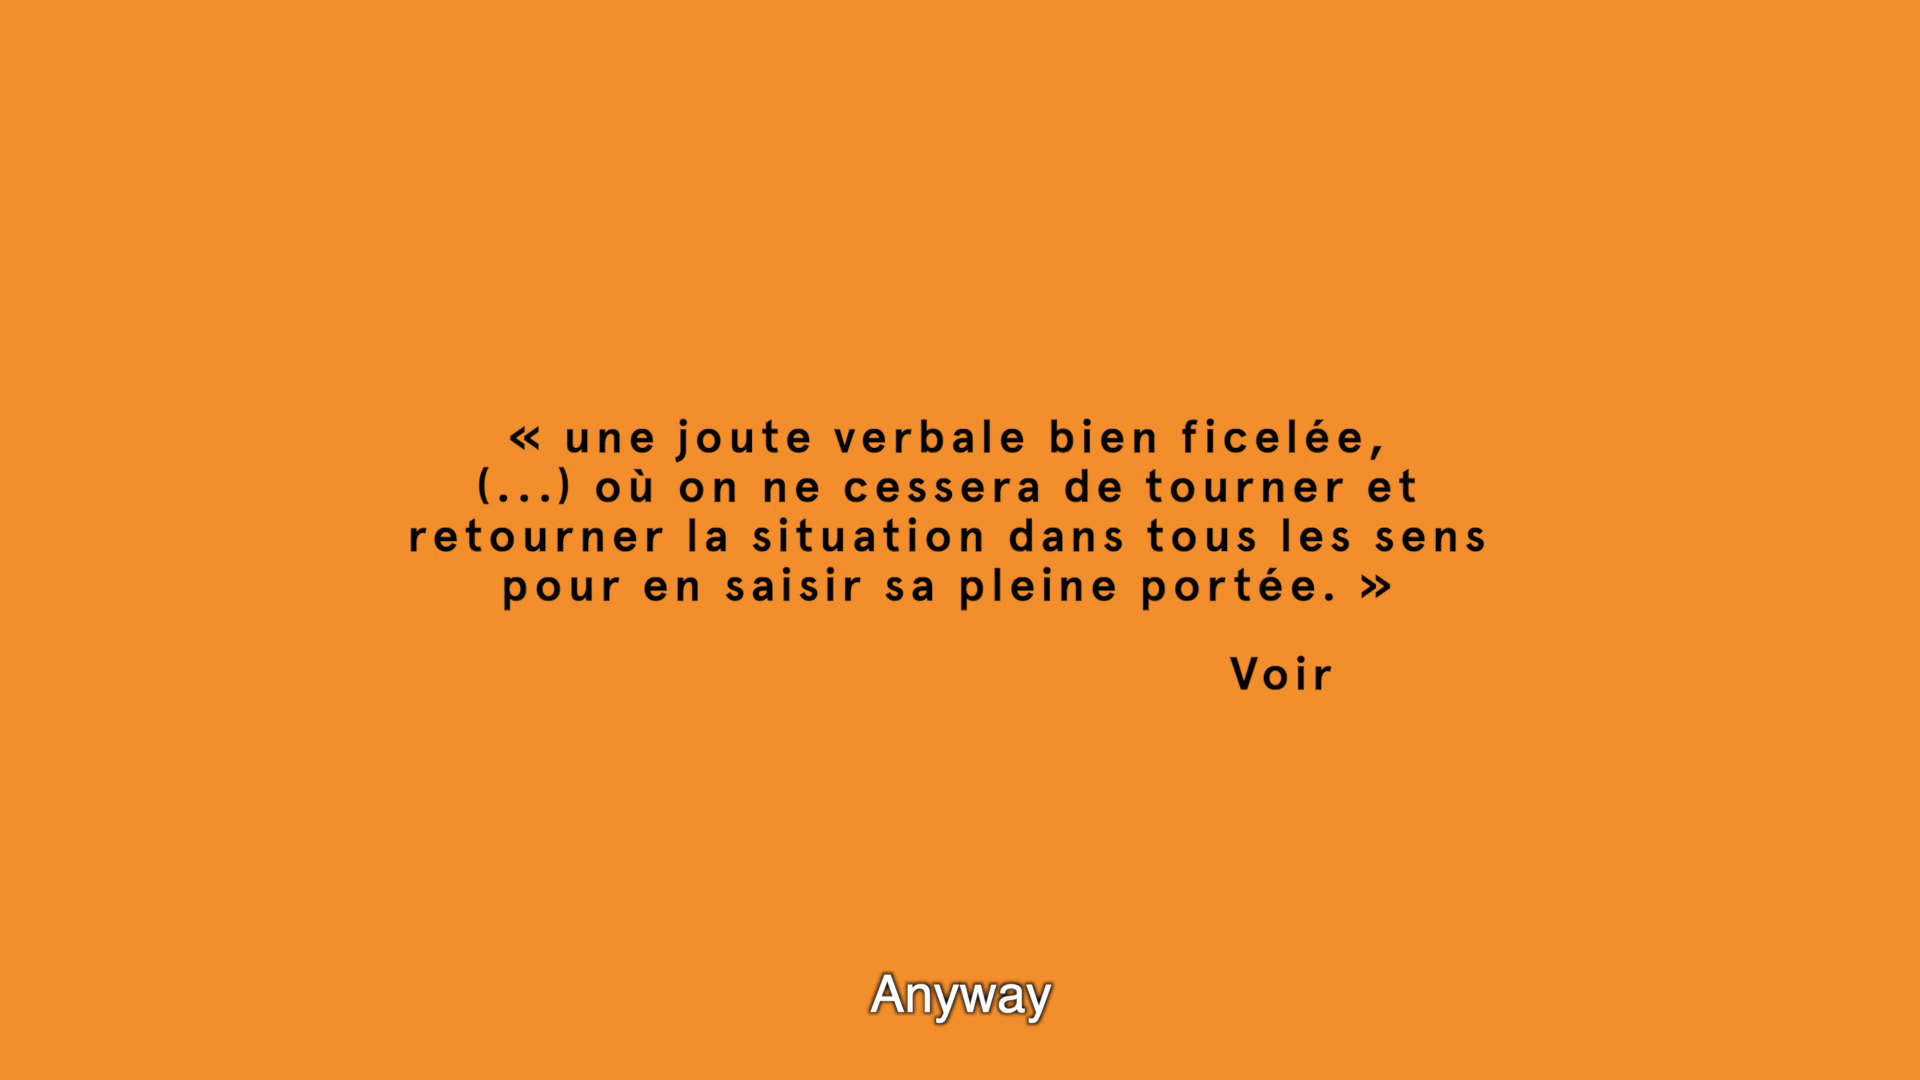 « une joute verbale bien ficelée,
(...) où on ne cessera de tourner et
retourner la situation dans tous les sens
pour en saisir sa pleine portée. »
Voir
Anyway